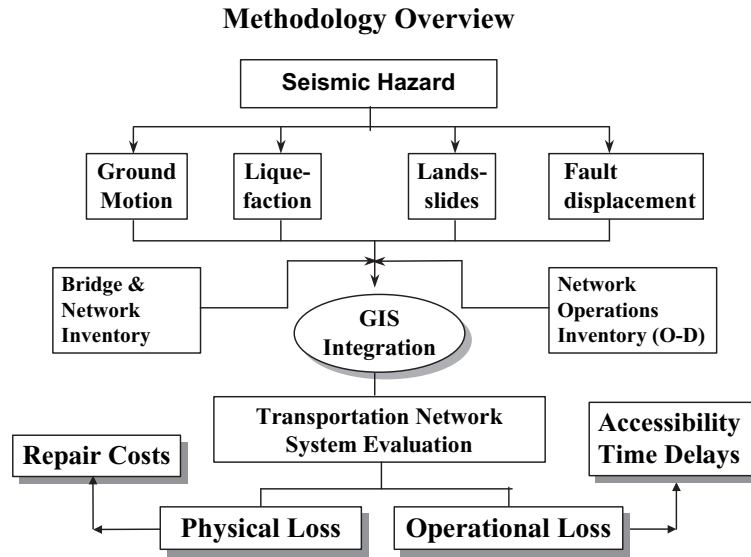 Methodology Overview
Seismic Hazard
Ground
Motion
Lique-
faction
Lands-
slides
Fault
displacement
Bridge &
Network
Inventory
Network
Operations
Inventory (O-D)
GIS
Integration
Transportation Network
System Evaluation
Accessibility
Time Delays
Repair Costs
Physical Loss
Operational Loss